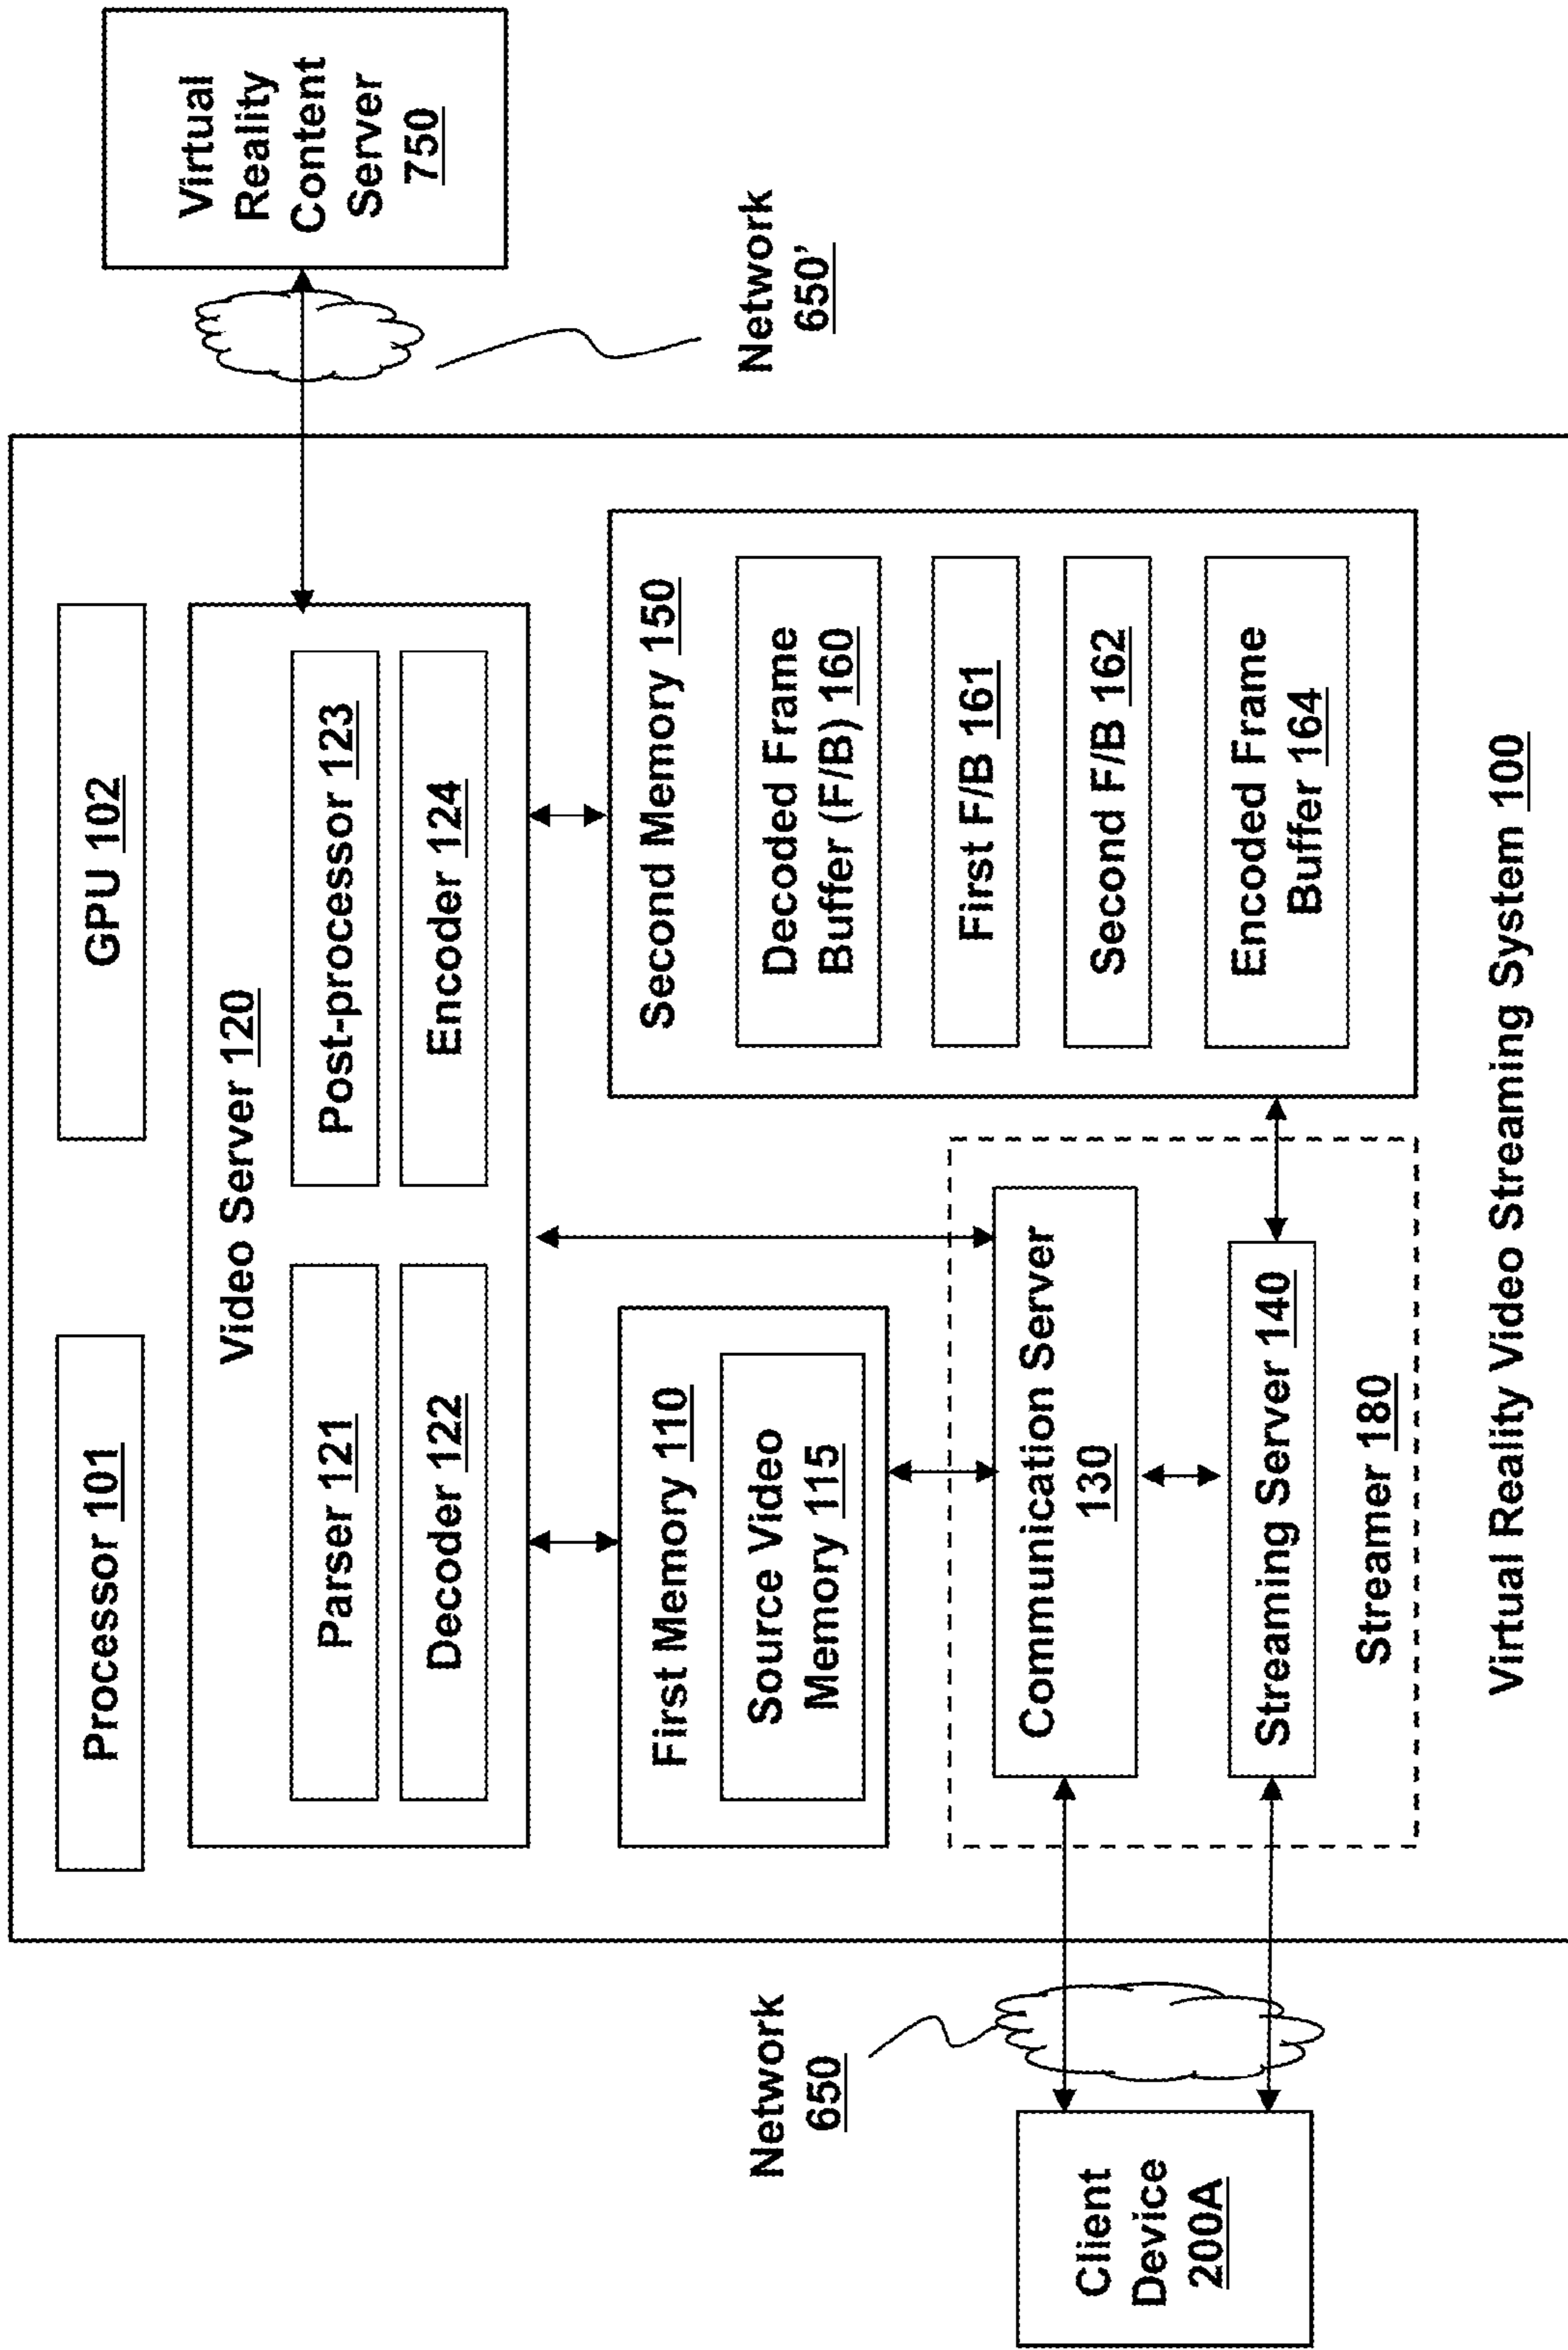 Processor 101
GPU 102
Video Server 120
Parser 121
Post-processor 123
Decoder 122
Encoder 124
First Memory 110
Source Video
Memory 115
Second Memory 150
Decoded Frame
Buffer (F/B) 160
First F/B 161
Second F/B 162
Encoded Frame
Buffer 164
Communication Server
130
Streaming Server 140
Streamer 180
Virtual Reality Video Streaming System 100
Network
650
Client
Device
200A
Virtual
Reality
Content
Server
750
Network
650’